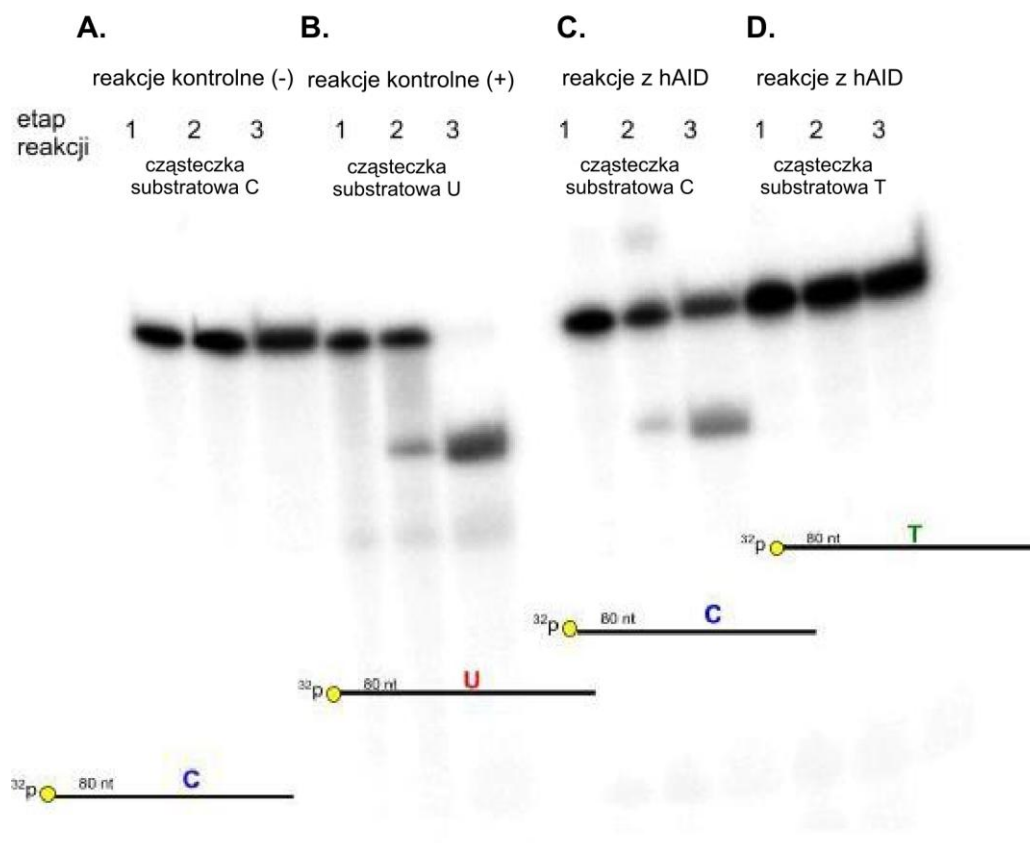 A. B. C. D.
reakcje kontrolne (-) reakcje kontrolne (+) reakcje z hAID reakcje z hAID
etap
reakcji
1 2 3 1 2 3 1 2 3 1 2 3
cząsteczka
substratowa C
cząsteczka
substratowa U
cząsteczka
substratowa C
cząsteczka
substratowa T
32p 80 nt T
32p 80 nt C
32p 80 nt U
32p 80 nt C